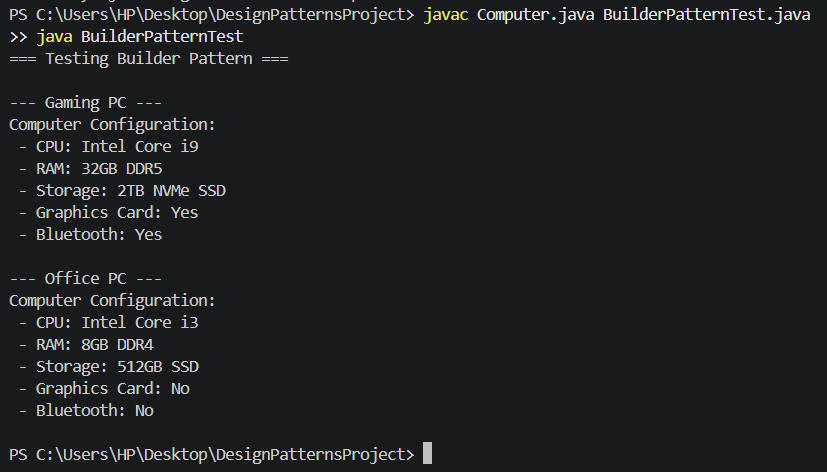 PS C:\Users\HP\Desktop\DesignPatternsProject> javac Computer.java BuilderPatternTest.java
>> java BuilderPatternTest
=== Testing Builder Pattern ===
--- Gaming PC ---
Computer Configuration:
- CPU: Intel Core i9
- RAM: 32GB DDR5
- Storage: 2TB NVMe SSD
- Graphics Card: Yes
- Bluetooth: Yes
--- Office PC ---
Computer Configuration:
- CPU: Intel Core i3
- RAM: 8GB DDR4
- Storage: 512GB SSD
- Graphics Card: No
- Bluetooth: No
PS C:\Users\HP\Desktop\DesignPatternsProject>